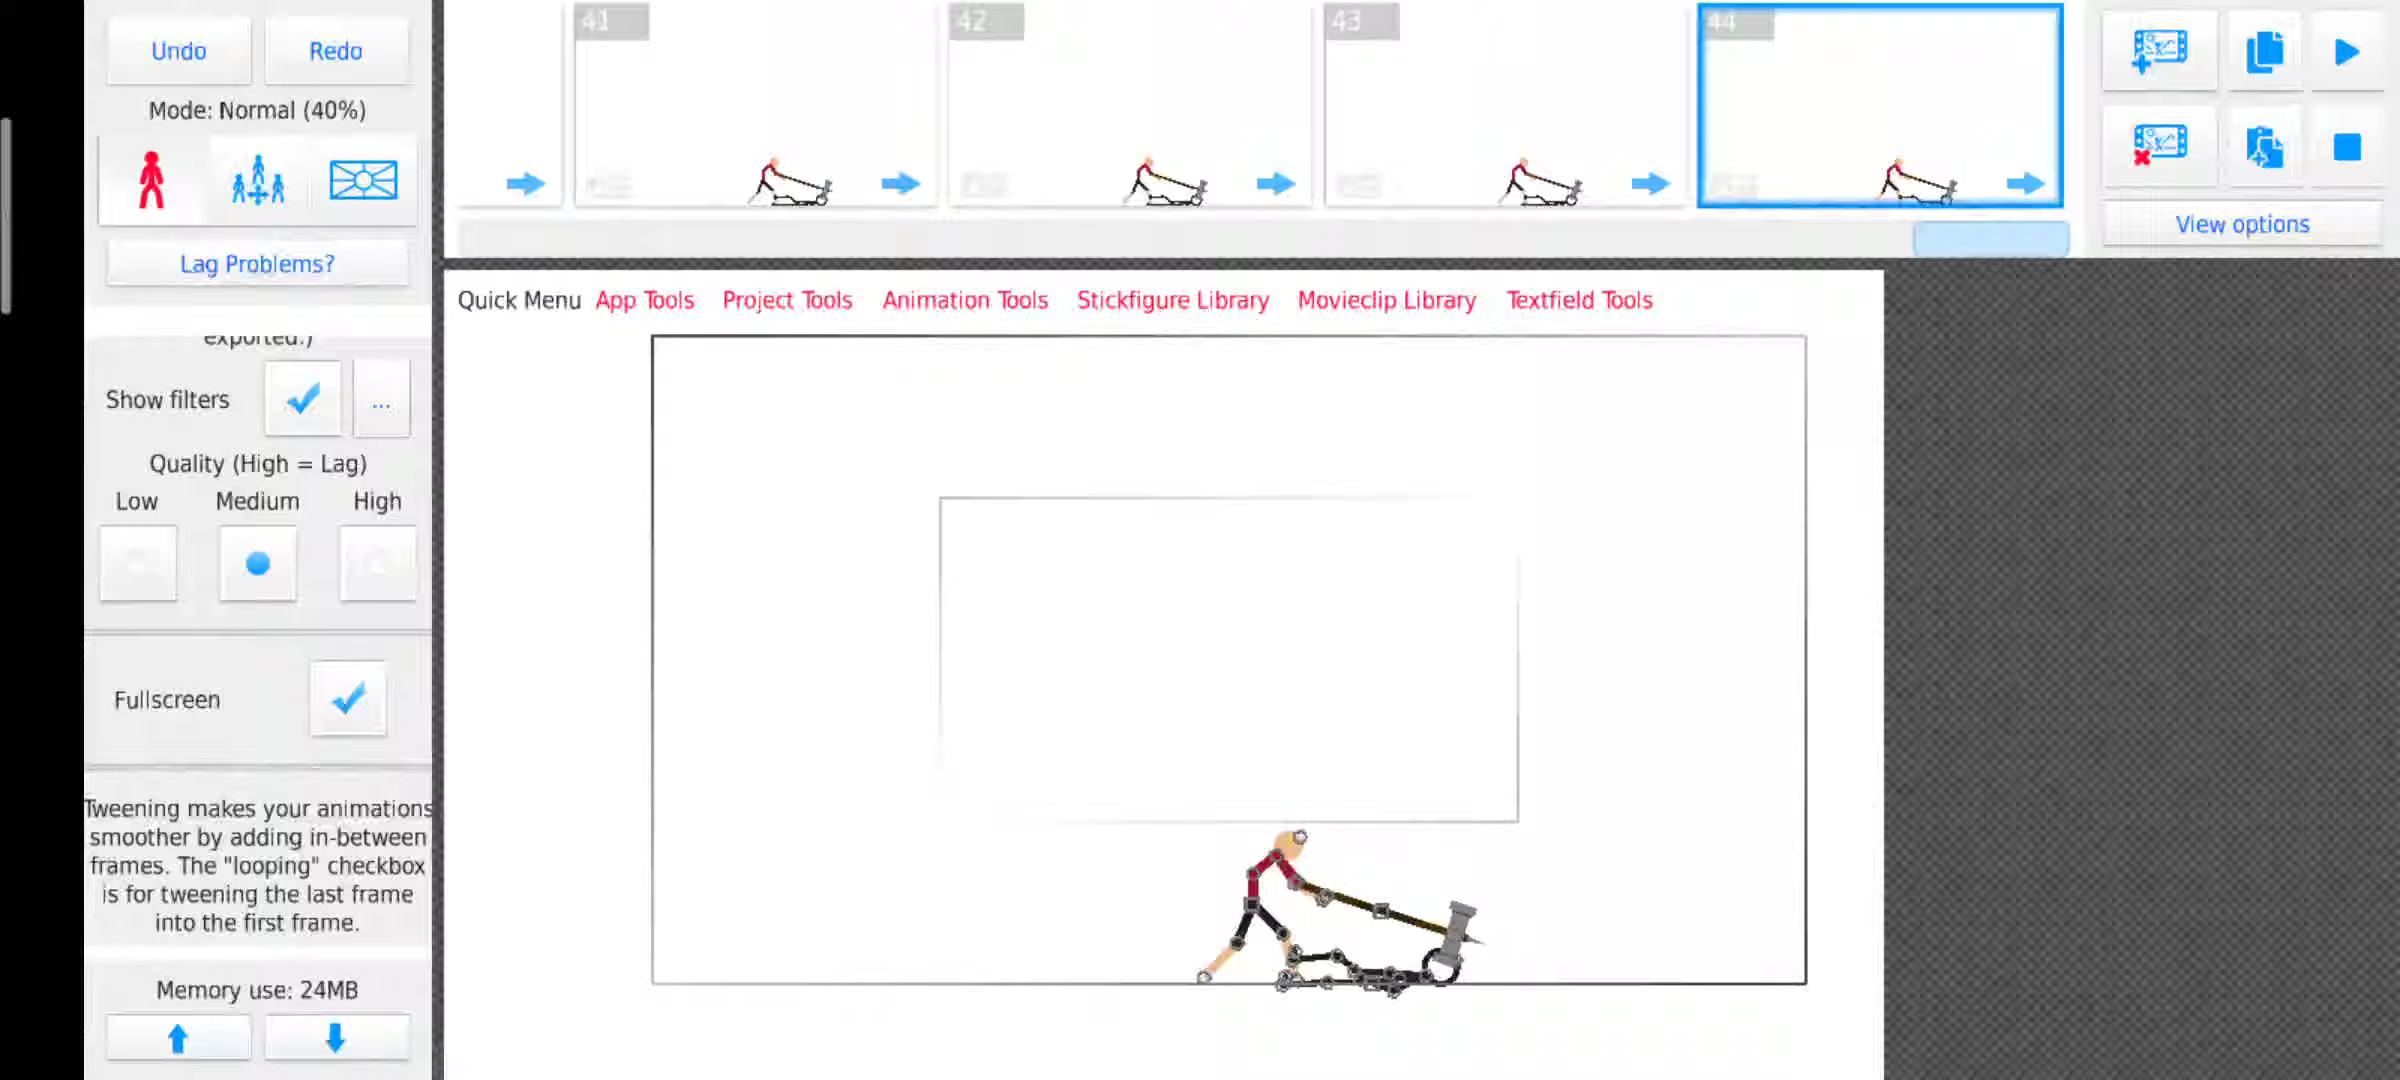 Undo
Redo
Mode: Normal (40%)
Lag Problems?
exported.)
Show filters
...
Quality (High = Lag)
Low
Medium
High
Fullscreen
Tweening makes your animations
smoother by adding in-between
frames. The "looping" checkbox
is for tweening the last frame
into the first frame.
Memory use: 24MB
41
42
43
44
View options
Quick Menu
App Tools
Project Tools
Animation Tools
Stickfigure Library
Movieclip Library
Textfield Tools